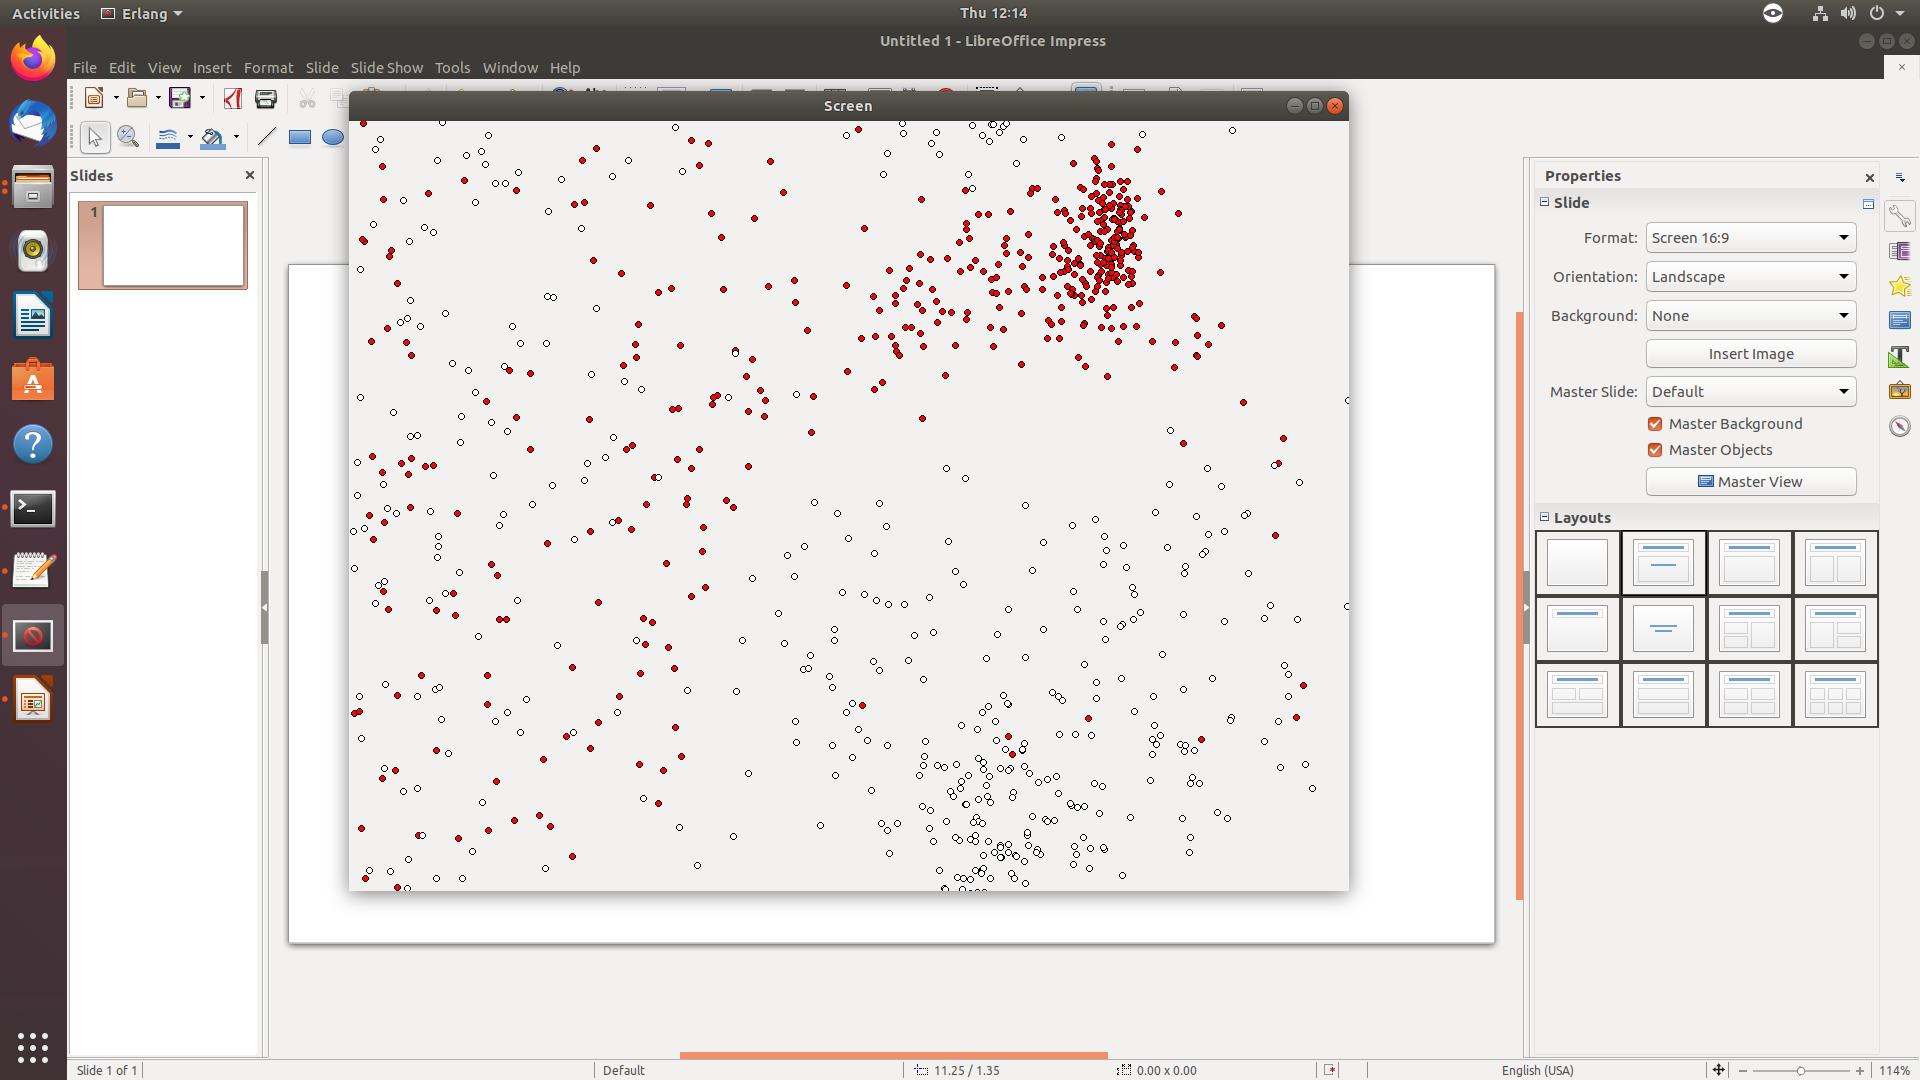 Activities Erlang Thu 12:14
Untitled 1 - LibreOffice Impress
File Edit View Insert Format Slide Slide Show Tools Window Help
Screen
Slides
1
Properties
Slide
Format: Screen 16:9
Orientation: Landscape
Background: None
Insert Image
Master Slide: Default
Master Background
Master Objects
Master View
Layouts
Slide 1 of 1 Default 11.25 / 1.35 0.00 x 0.00 English (USA) 114%